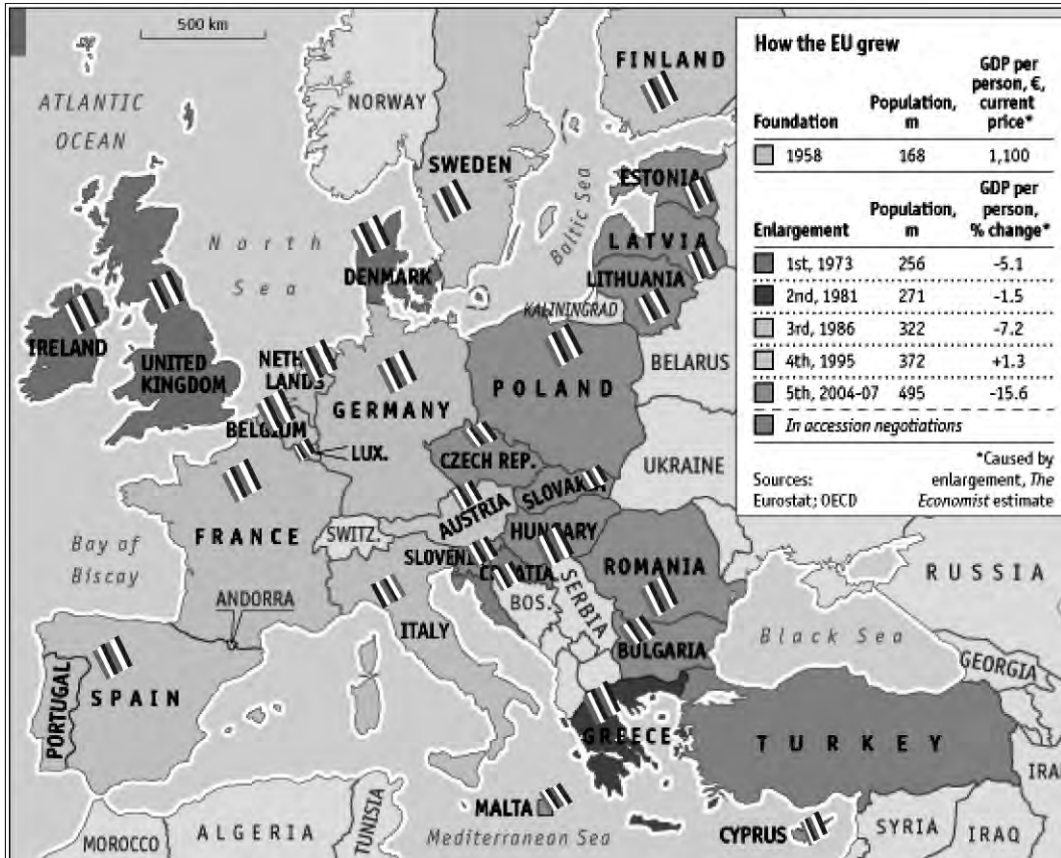 500 km
ATLANTIC
OCEAN
NORWAY
FINLAND
SWEDEN
ESTONIA
Baltic Sea
LATVIA
North
Sea
DENMARK
LITHUANIA
KALININGRAD
IRELAND
UNITED
KINGDOM
NETH
LANDS
BELGIUM
LUX.
GERMANY
POLAND
BELARUS
CZECH REP.
UKRAINE
SLOVAK
FRANCE
SWITZ.
AUSTRIA
HUNGARY
SLOVENI
CROATIA
Bay of
Biscay
ANDORRA
ITALY
BOS.
SERBIA
ROMANIA
BULGARIA
RUSSIA
Black Sea
GEORGIA
PORTUGAL
SPAIN
GREECE
TURKEY
IRA
MALTA
Mediterranean Sea
CYPRUS
SYRIA
IRAQ
MOROCCO
ALGERIA
TUNISIA
How the EU grew
Foundation
Population,
m
GDP per
person, €,
current
price*
1958 168 1,100
Enlargement
Population,
m
GDP per
person,
% change*
1st, 1973 256 -5.1
2nd, 1981 271 -1.5
3rd, 1986 322 -7.2
4th, 1995 372 +1.3
5th, 2004-07 495 -15.6
In accession negotiations
*Caused by
enlargement, The
Economist estimate
Sources:
Eurostat; OECD